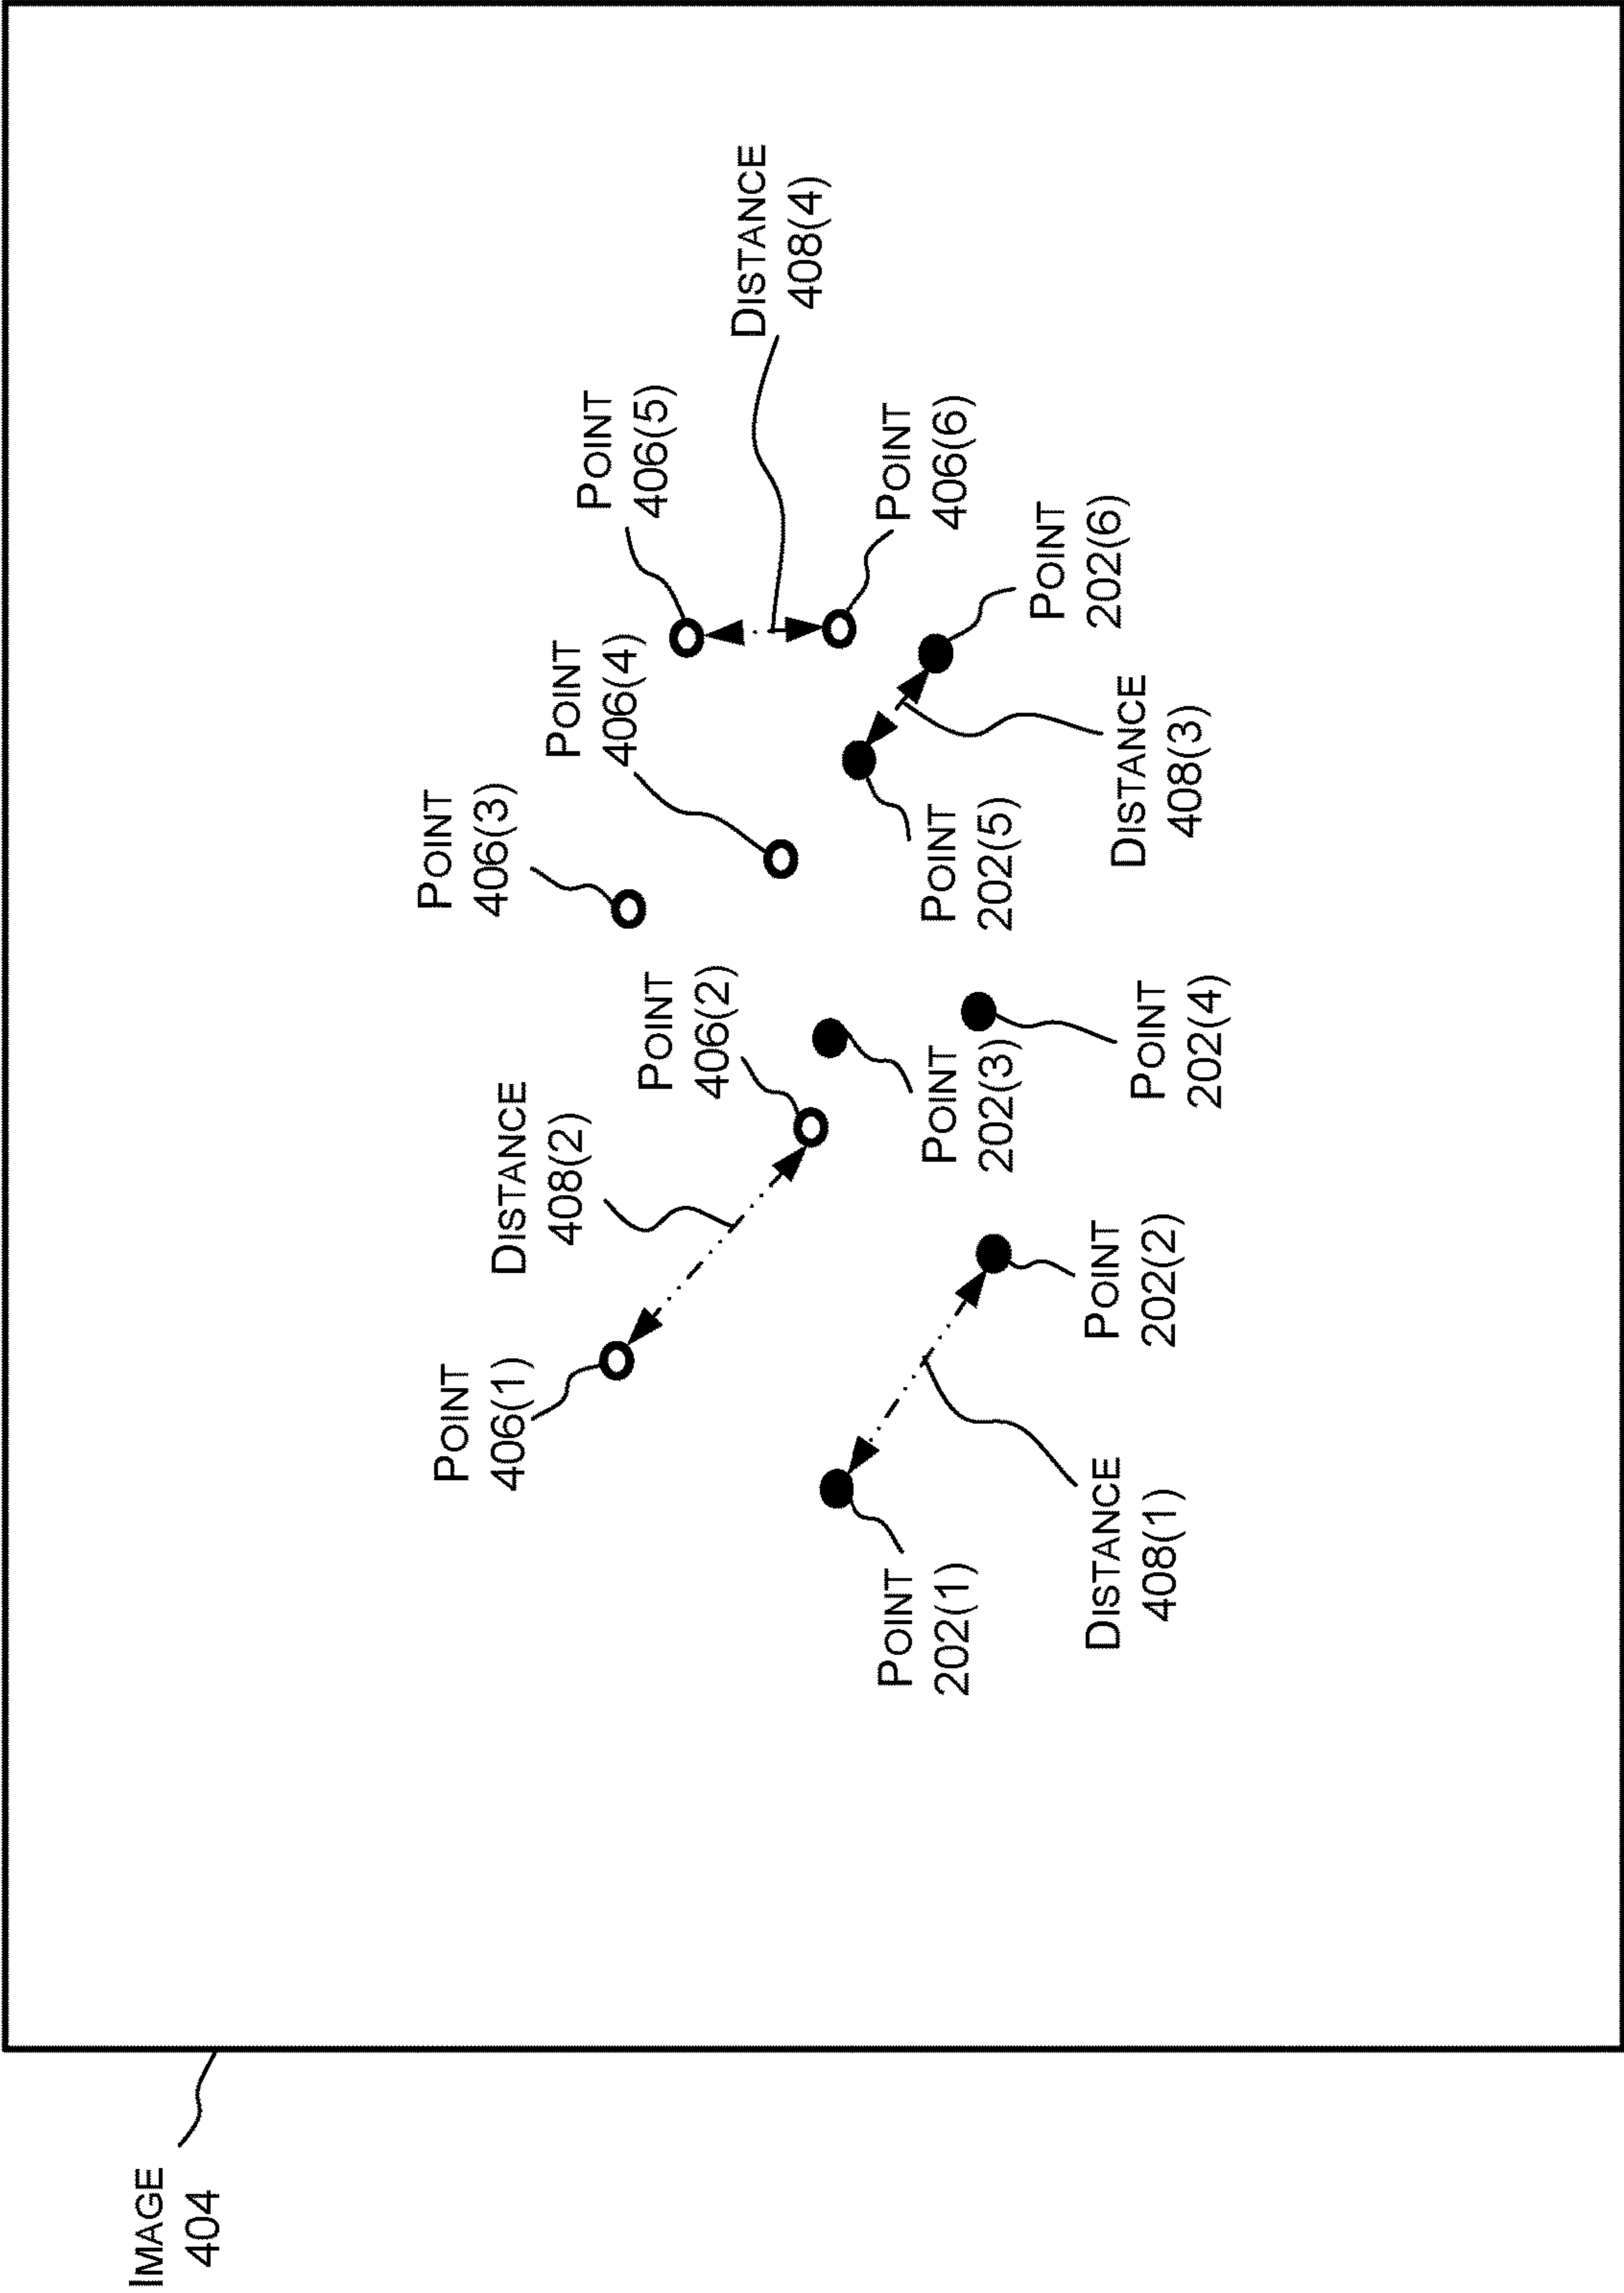 IMAGE
404
POINT
406(1)
DISTANCE
408(2)
POINT
406(2)
POINT
406(3)
POINT
406(4)
POINT
406(5)
DISTANCE
408(4)
POINT
406(6)
POINT
202(1)
DISTANCE
408(1)
POINT
202(2)
POINT
202(3)
POINT
202(4)
POINT
202(5)
DISTANCE
408(3)
POINT
202(6)